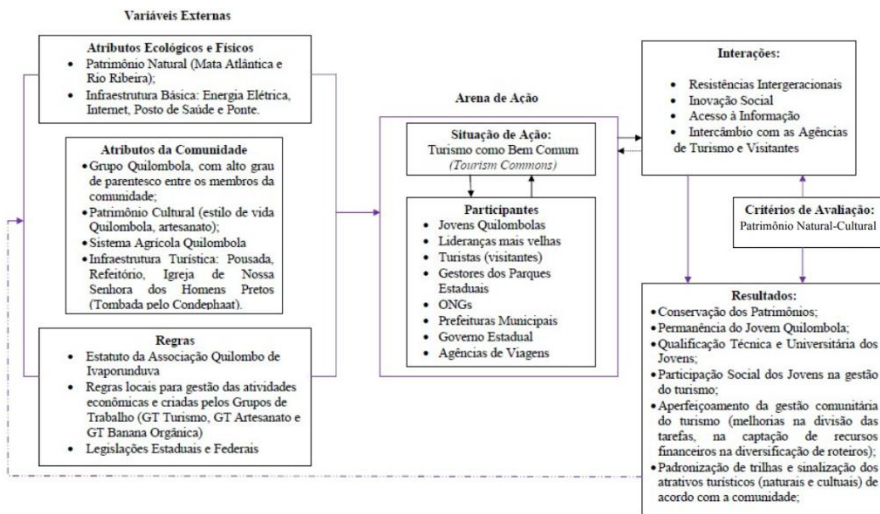 Variáveis Externas
Atributos Ecológicos e Físicos
• Patrimônio Natural (Mata Atlântica e
Rio Ribeira);
• Infraestrutura Básica: Energia Elétrica,
Internet, Posto de Saúde e Ponte.
Atributos da Comunidade
• Grupo Quilombola, com alto grau
de parentesco entre os membros da
comunidade;
• Patrimônio Cultural (estilo de vida
Quilombola, artesanato);
• Sistema Agrícola Quilombola
• Infraestrutura Turística: Pousada,
Refeitório, Igreja de Nossa
Senhora dos Homens Pretos
(Tombada pelo Condephaat).
Regras
• Estatuto da Associação Quilombo de
Ivaporunduva
• Regras locais para gestão das atividades
econômicas e criadas pelos Grupos de
Trabalho (GT Turismo, GT Artesanato e
GT Banana Orgânica)
• Legislações Estaduais e Federais
Arena de Ação
Situação de Ação:
Turismo como Bem Comum
(Tourism Commons)
Participantes
• Jovens Quilombolas
• Lideranças mais velhas
• Turistas (visitantes)
• Gestores dos Parques
Estaduais
• ONGs
• Prefeituras Municipais
• Governo Estadual
• Agências de Viagens
Interações:
• Resistências Intergeracionais
• Inovação Social
• Acesso à Informação
• Intercâmbio com as Agências
de Turismo e Visitantes
Critérios de Avaliação:
Patrimônio Natural-Cultural
Resultados:
• Conservação dos Patrimônios;
• Permanência do Jovem Quilombola;
• Qualificação Técnica e Universitária dos
Jovens;
• Participação Social dos Jovens na gestão
do turismo;
• Aperfeiçoamento da gestão comunitária
do turismo (melhorias na divisão das
tarefas, na captação de recursos
financeiros na diversificação de roteiros);
• Padronização de trilhas e sinalização dos
atrativos turísticos (naturais e cultuais) de
acordo com a comunidade;